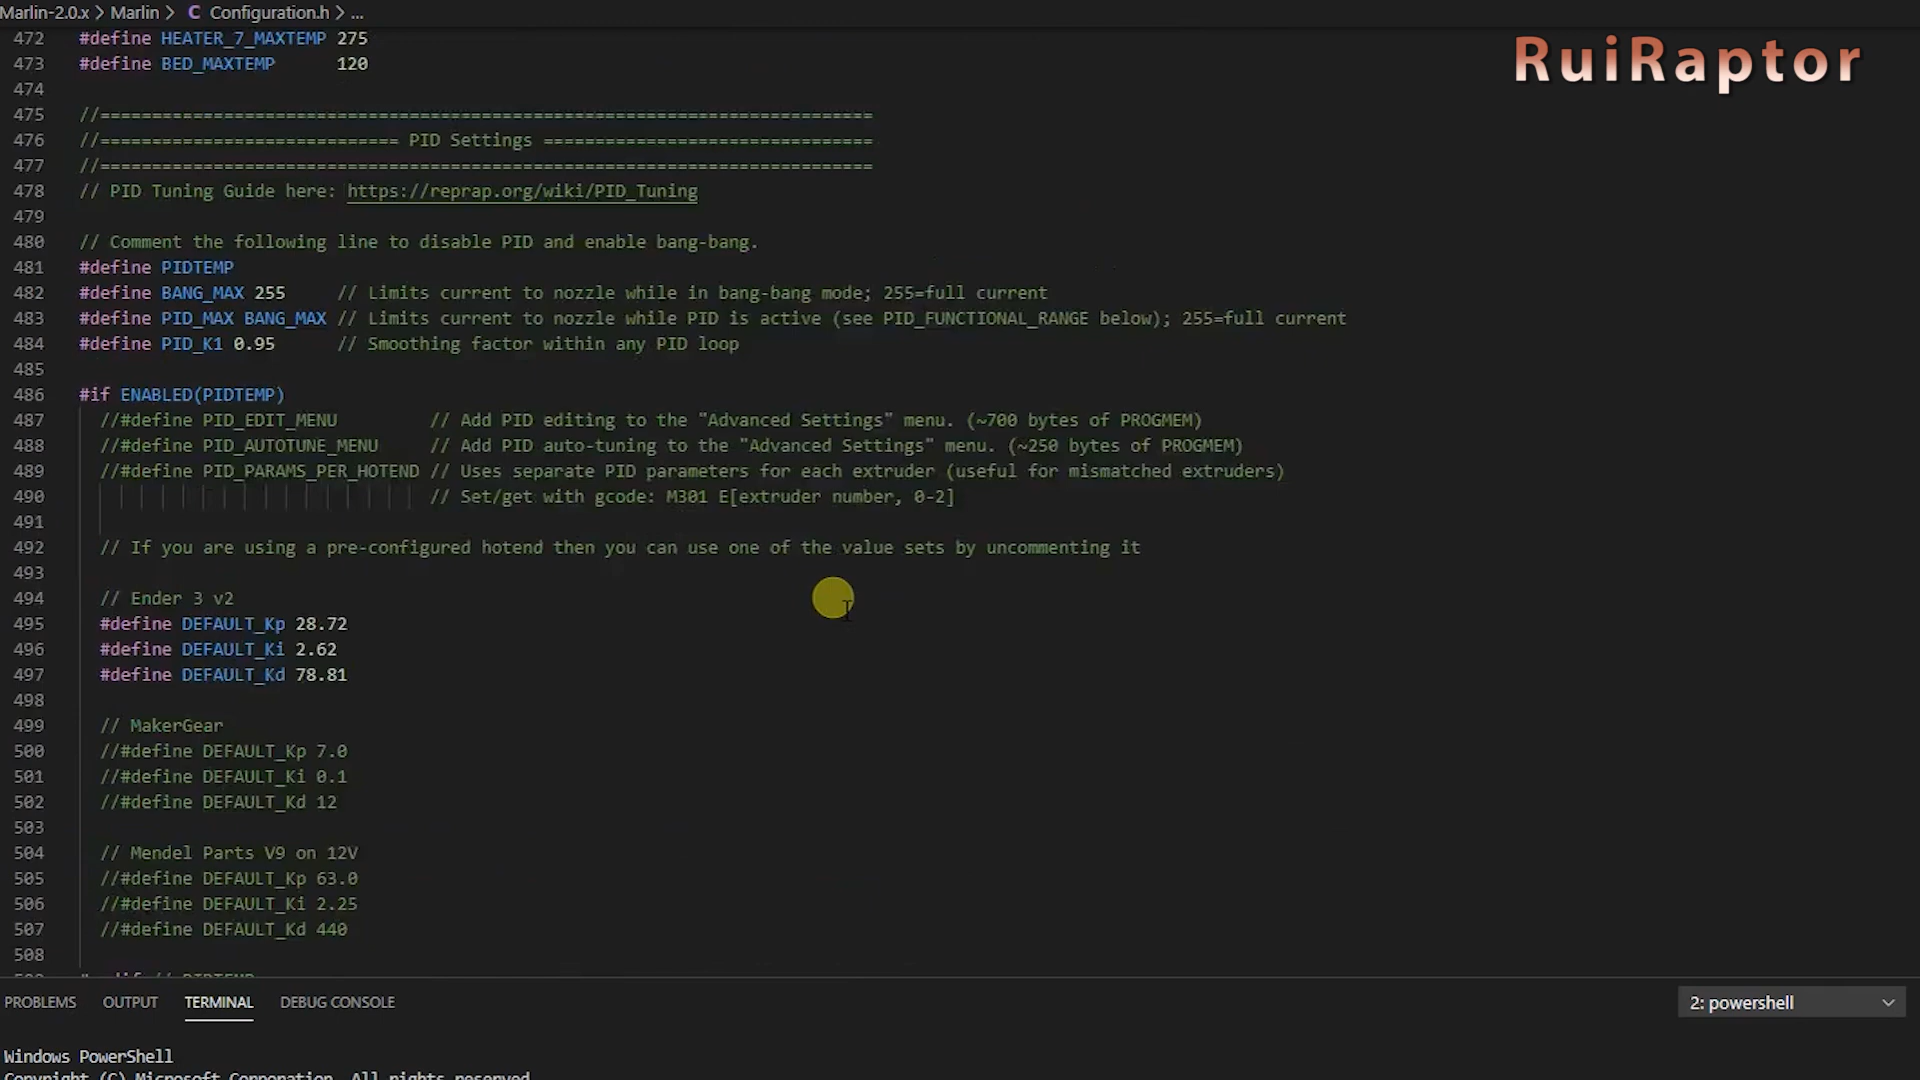 Marlin-2.0.x > Marlin > C Configuration.h > ...
RuiRaptor
472 #define HEATER_7_MAXTEMP 275
473 #define BED_MAXTEMP      120
474
475 //===========================================================================
476 //============================= PID Settings ================================
477 //===========================================================================
478 // PID Tuning Guide here: https://reprap.org/wiki/PID_Tuning
479
480 // Comment the following line to disable PID and enable bang-bang.
481 #define PIDTEMP
482 #define BANG_MAX 255     // Limits current to nozzle while in bang-bang mode; 255=full current
483 #define PID_MAX BANG_MAX // Limits current to nozzle while PID is active (see PID_FUNCTIONAL_RANGE below); 255=full current
484 #define PID_K1 0.95      // Smoothing factor within any PID loop
485
486 #if ENABLED(PIDTEMP)
487   //#define PID_EDIT_MENU         // Add PID editing to the "Advanced Settings" menu. (~700 bytes of PROGMEM)
488   //#define PID_AUTOTUNE_MENU     // Add PID auto-tuning to the "Advanced Settings" menu. (~250 bytes of PROGMEM)
489   //#define PID_PARAMS_PER_HOTEND // Uses separate PID parameters for each extruder (useful for mismatched extruders)
490                                   // Set/get with gcode: M301 E[extruder number, 0-2]
491
492   // If you are using a pre-configured hotend then you can use one of the value sets by uncommenting it
493
494   // Ender 3 v2
495   #define DEFAULT_Kp 28.72
496   #define DEFAULT_Ki 2.62
497   #define DEFAULT_Kd 78.81
498
499   // MakerGear
500   //#define DEFAULT_Kp 7.0
501   //#define DEFAULT_Ki 0.1
502   //#define DEFAULT_Kd 12
503
504   // Mendel Parts V9 on 12V
505   //#define DEFAULT_Kp 63.0
506   //#define DEFAULT_Ki 2.25
507   //#define DEFAULT_Kd 440
508
PROBLEMS OUTPUT TERMINAL DEBUG CONSOLE 2: powershell
Windows PowerShell
Copyright (C) Microsoft Corporation. All rights reserved.